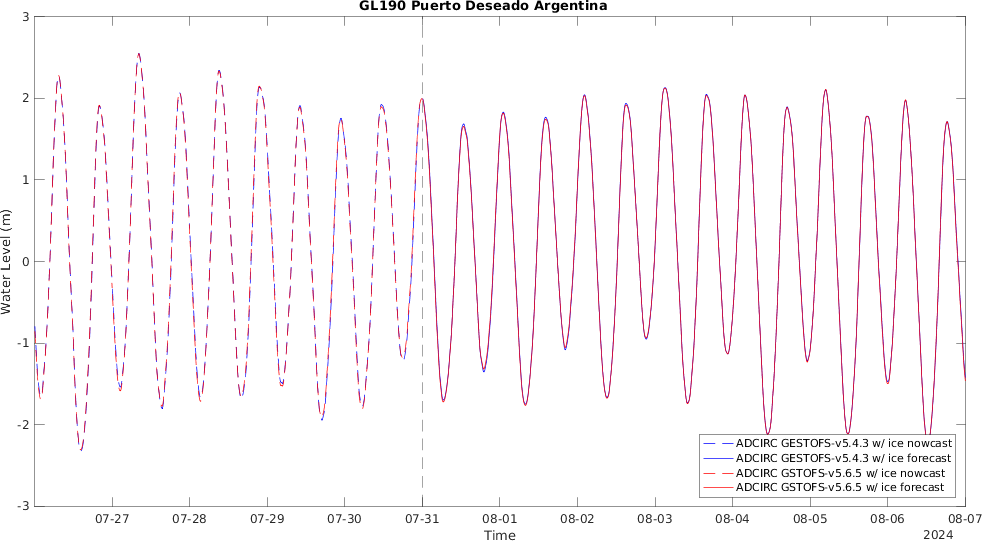 GL190 Puerto Deseado Argentina
3
2
1
0
-1
-2
-3
Water Level (m)
ADCIRC GESTOFS-v5.4.3 w/ ice nowcast
ADCIRC GESTOFS-v5.4.3 w/ ice forecast
ADCIRC GSTOFS-v5.6.5 w/ ice nowcast
ADCIRC GSTOFS-v5.6.5 w/ ice forecast
07-27 07-28 07-29 07-30 07-31 08-01 08-02 08-03 08-04 08-05 08-06 08-07
Time
2024